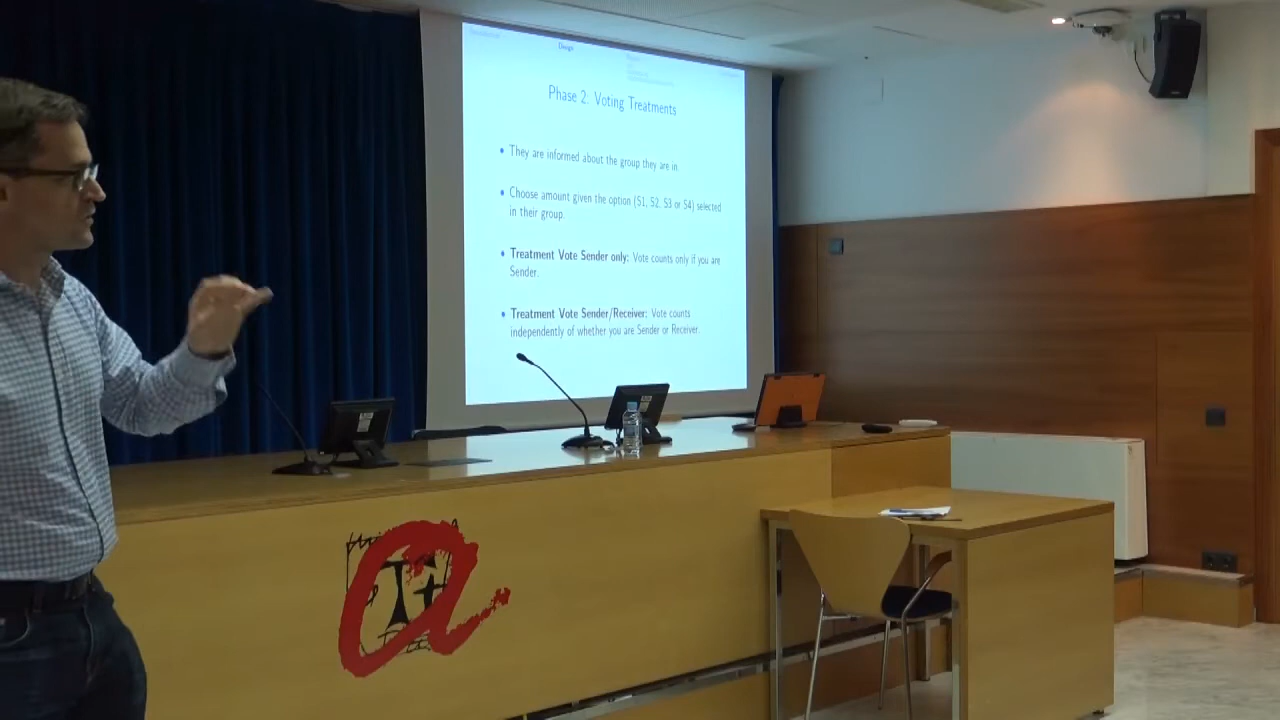 Design
Phase 2. Voting Treatments
They are informed about the group they are in.
Choose amount given the option (S1, S2, S3 or S4) selected
in their group.
Treatment Vote Sender only: Vote counts only if you are
Sender.
Treatment Vote Sender/Receiver: Vote counts
independently of whether you are Sender or Receiver.